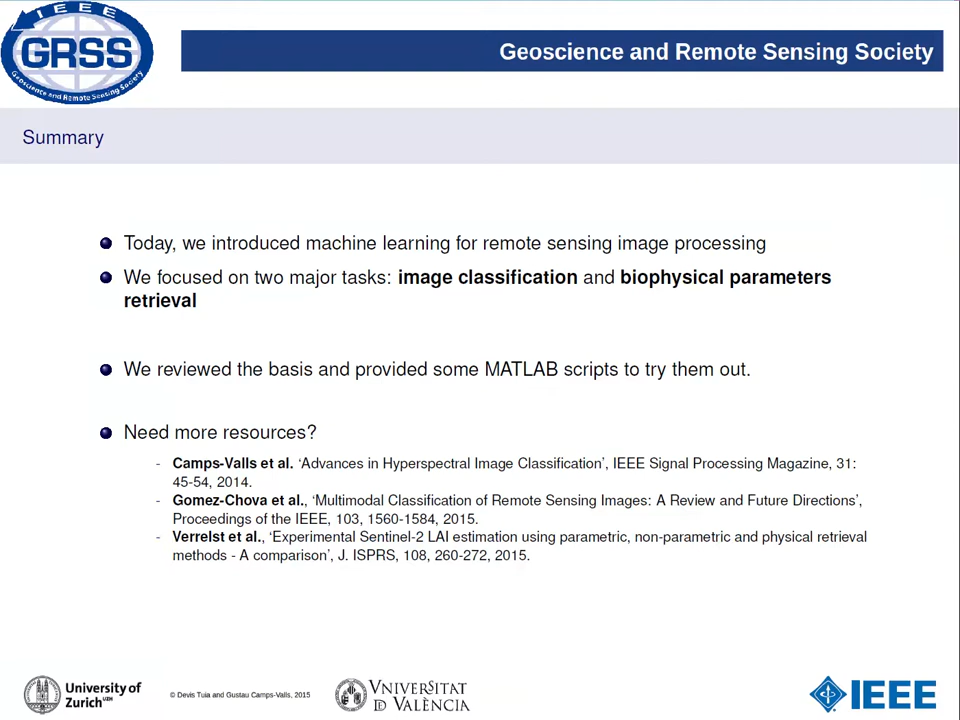 IEEE
GRSS
Geoscience and Remote Sensing Society
Geoscience and Remote Sensing Society
Summary
Today, we introduced machine learning for remote sensing image processing
We focused on two major tasks: image classification and biophysical parameters
retrieval
We reviewed the basis and provided some MATLAB scripts to try them out.
Need more resources?
- Camps-Valls et al. ‘Advances in Hyperspectral Image Classification’, IEEE Signal Processing Magazine, 31:
45-54, 2014.
- Gomez-Chova et al., ‘Multimodal Classification of Remote Sensing Images: A Review and Future Directions’,
Proceedings of the IEEE, 103, 1560-1584, 2015.
- Verrelst et al., ‘Experimental Sentinel-2 LAI estimation using parametric, non-parametric and physical retrieval
methods - A comparison’, J. ISPRS, 108, 260-272, 2015.
University of
Zurich UZH
© Devis Tuia and Gustau Camps-Valls, 2015
VNIVERSITAT
DE VALÈNCIA
IEEE